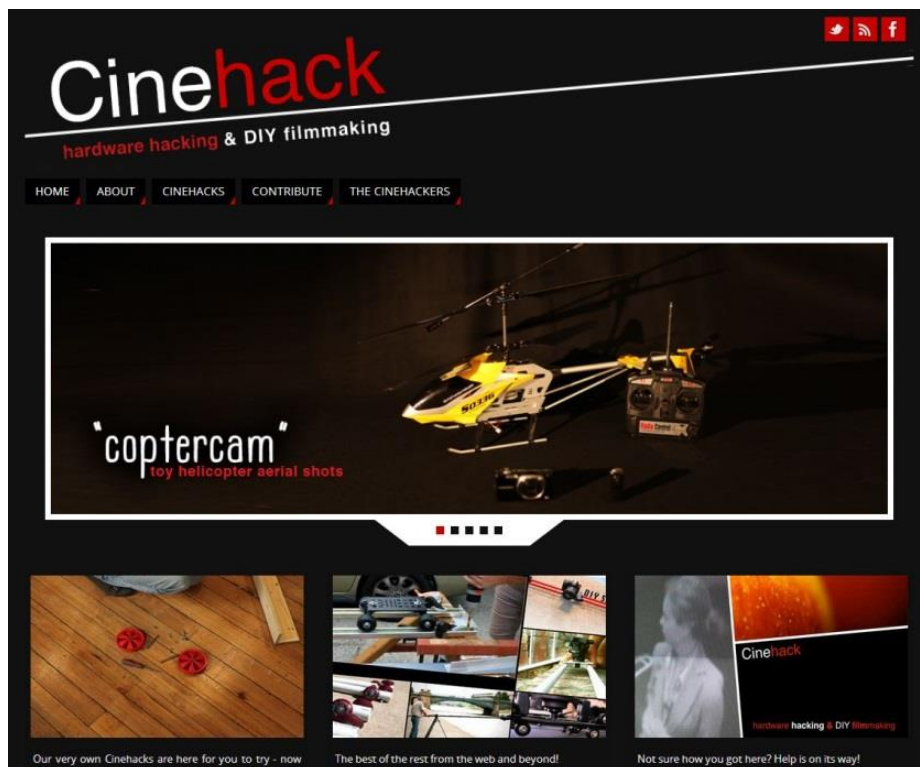 Cinehack
hardware hacking & DIY filmmaking
HOME ABOUT CINEHACKS CONTRIBUTE THE CINEHACKERS
S033G
"coptercam"
toy helicopter aerial shots
DIY S
Cinehack
hardware hacking & DIY filmmaking
Our very own Cinehacks are here for you to try - now
The best of the rest from the web and beyond!
Not sure how you got here? Help is on its way!